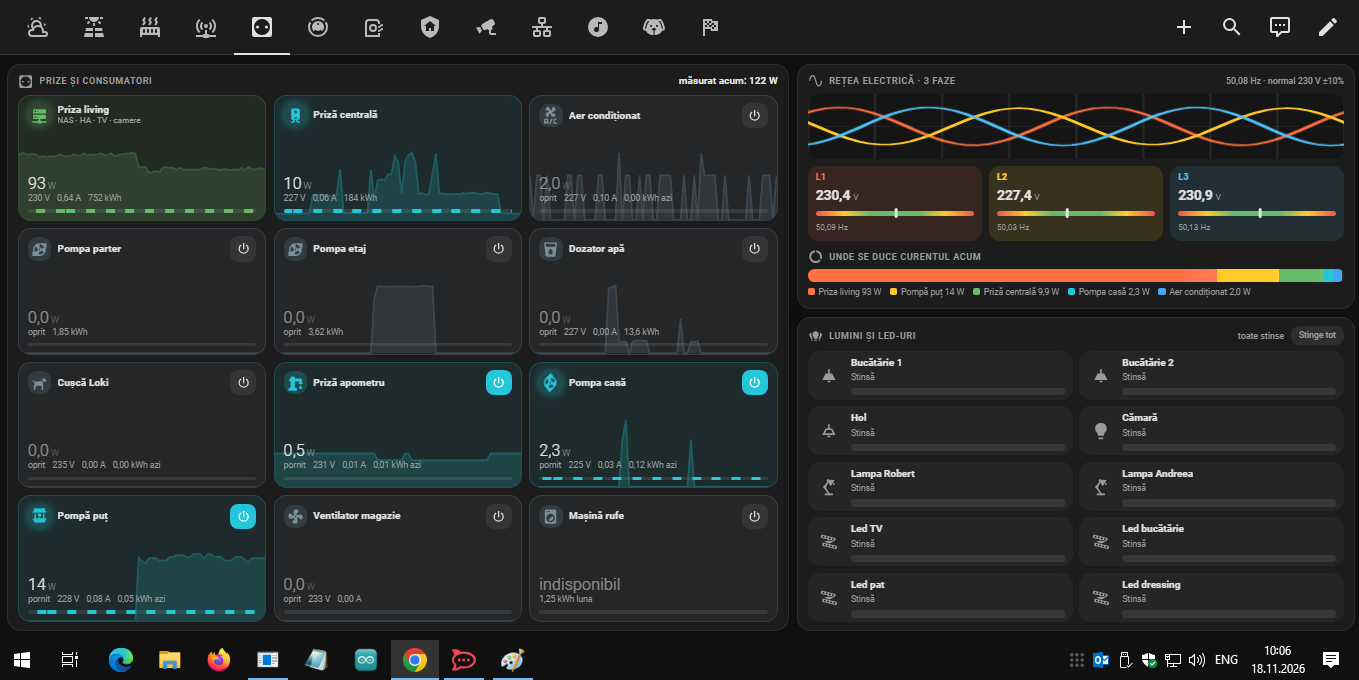 PRIZE ȘI CONSUMATORI
măsurat acum: 122 W
Priza living
NAS · HA · TV · camere
93 W
230 V 0,64 A 752 kWh
Priză centrală
10 W
227 V 0,06 A 184 kWh
A/C
Aer condiționat
2,0 W
oprit 227 V 0,10 A 0,00 kWh azi
Pompa parter
0,0 W
oprit 1,85 kWh
Pompa etaj
0,0 W
oprit 3,62 kWh
Dozator apă
0,0 W
oprit 227 V 0,00 A 13,6 kWh
Cușcă Loki
0,0 W
oprit 235 V 0,00 A 0,00 kWh azi
Priză apometru
0,5 W
pornit 231 V 0,01 A 0,01 kWh azi
Pompa casă
2,3 W
pornit 225 V 0,03 A 0,12 kWh azi
Pompă puț
14 W
pornit 228 V 0,08 A 0,05 kWh azi
Ventilator magazie
0,0 W
oprit 233 V 0,00 A
Mașină rufe
indisponibil
1,25 kWh luna
REȚEA ELECTRICĂ · 3 FAZE
50,08 Hz · normal 230 V ±10%
L1
230,4 V
50,09 Hz
L2
227,4 V
50,03 Hz
L3
230,9 V
50,13 Hz
UNDE SE DUCE CURENTUL ACUM
Priza living 93 W Pompă puț 14 W Priză centrală 9,9 W Pompa casă 2,3 W Aer condiționat 2,0 W
LUMINI ȘI LED-URI
toate stinse Stinge tot
Bucătărie 1
Stinsă
Bucătărie 2
Stinsă
Hol
Stinsă
Cămară
Stinsă
Lampa Robert
Stinsă
Lampa Andreea
Stinsă
Led TV
Stinsă
Led bucătărie
Stinsă
Led pat
Stinsă
Led dressing
Stinsă
ENG
10:06
18.11.2026